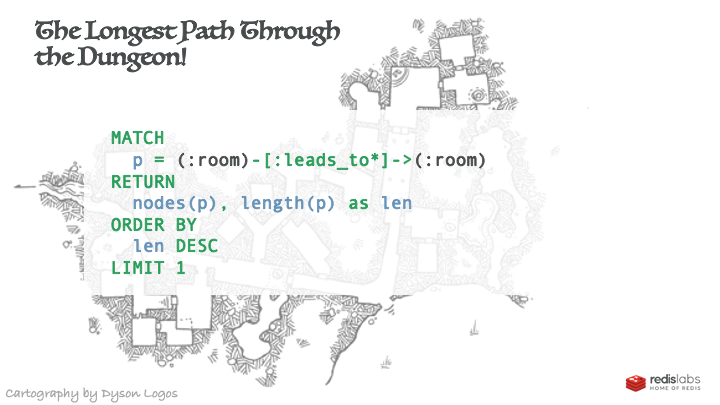 The Longest Path Through
the Dungeon!
MATCH
p = (:room)-[:leads_to*]->(:room)
RETURN
nodes(p), length(p) as len
ORDER BY
len DESC
LIMIT 1
Cartography by Dyson Logos
redislabs
HOME OF REDIS